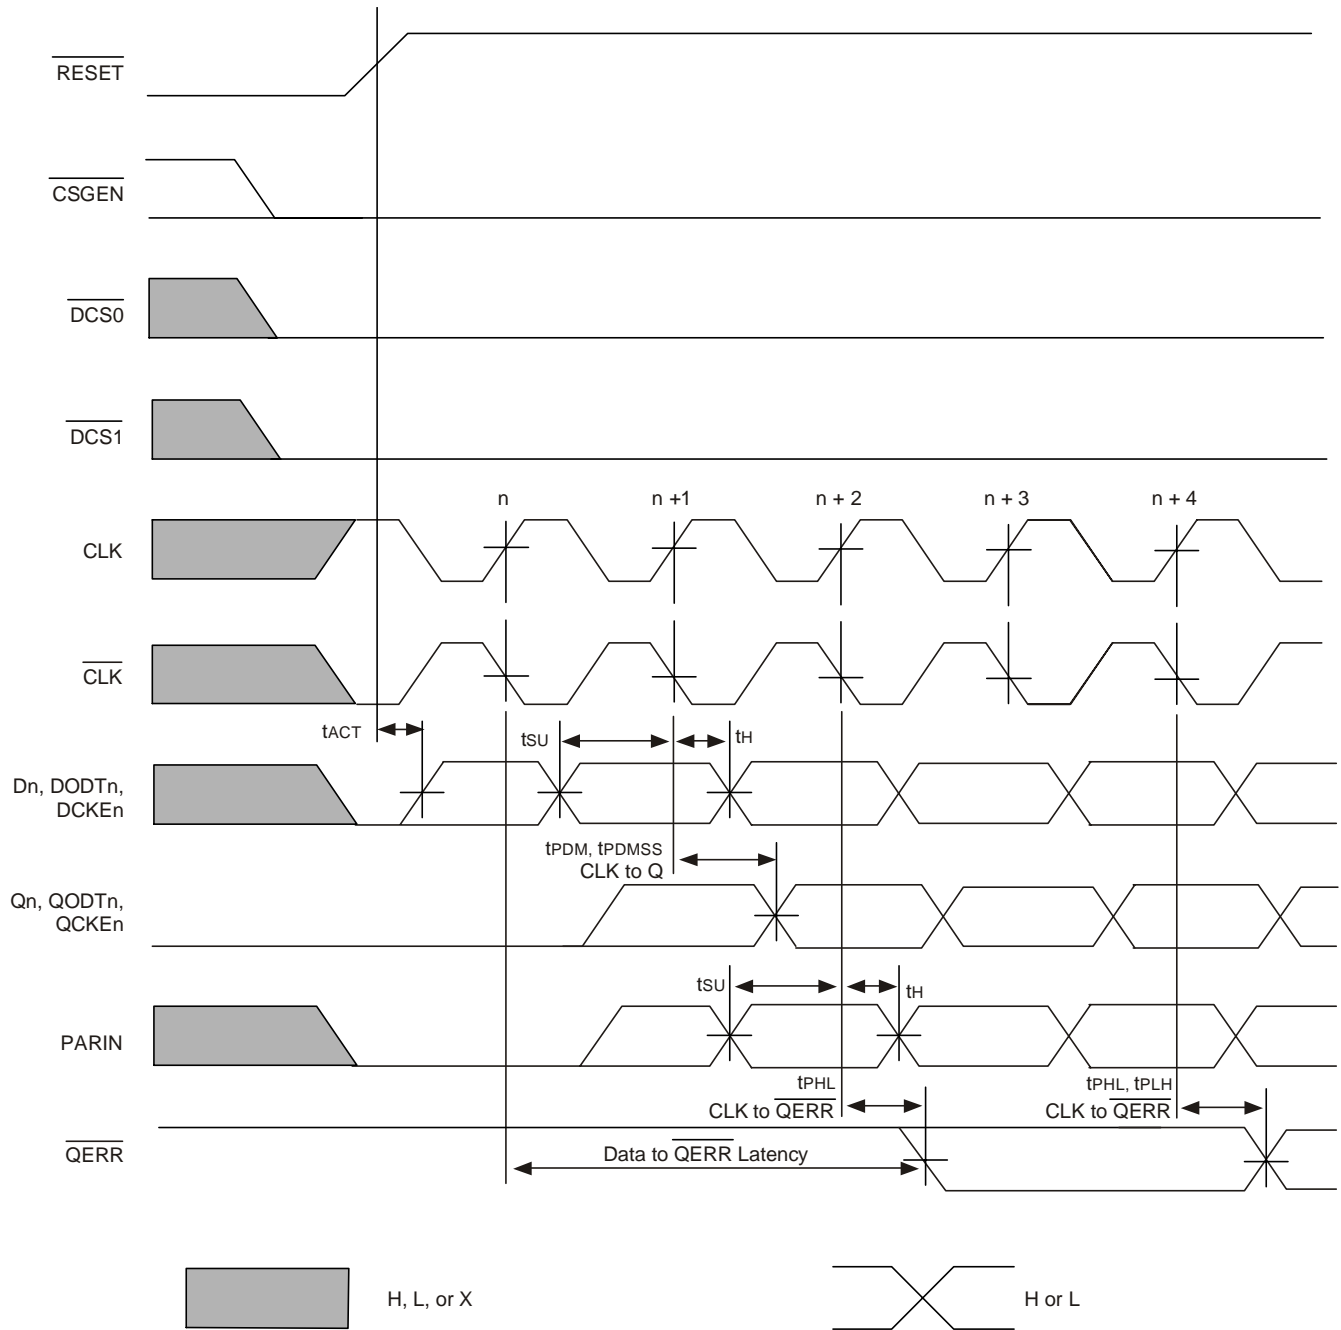 RESET
CSGEN
DCS0
DCS1
n
n +1
n + 2
n + 3
n + 4
CLK
CLK
tACT
tSU
tH
Dn, DODTn,
DCKEn
tPDM, tPDMSS
CLK to Q
Qn, QODTn,
QCKEn
tSU
tH
PARIN
tPHL
CLK to QERR
tPHL, tPLH
CLK to QERR
QERR
Data to QERR Latency
H, L, or X
H or L